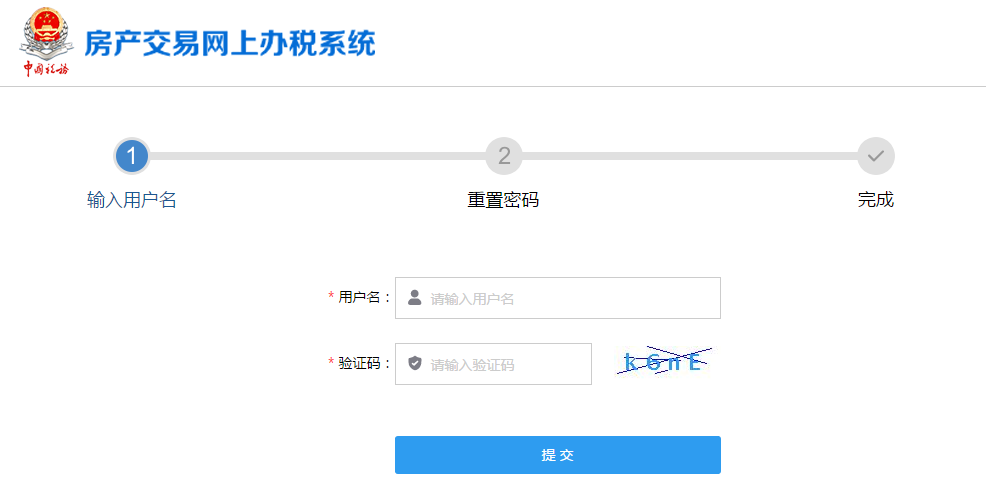 房产交易网上办税系统
中国税务
1
2
输入用户名
重置密码
完成
* 用户名：
请输入用户名
* 验证码：
请输入验证码
k6nE
提 交